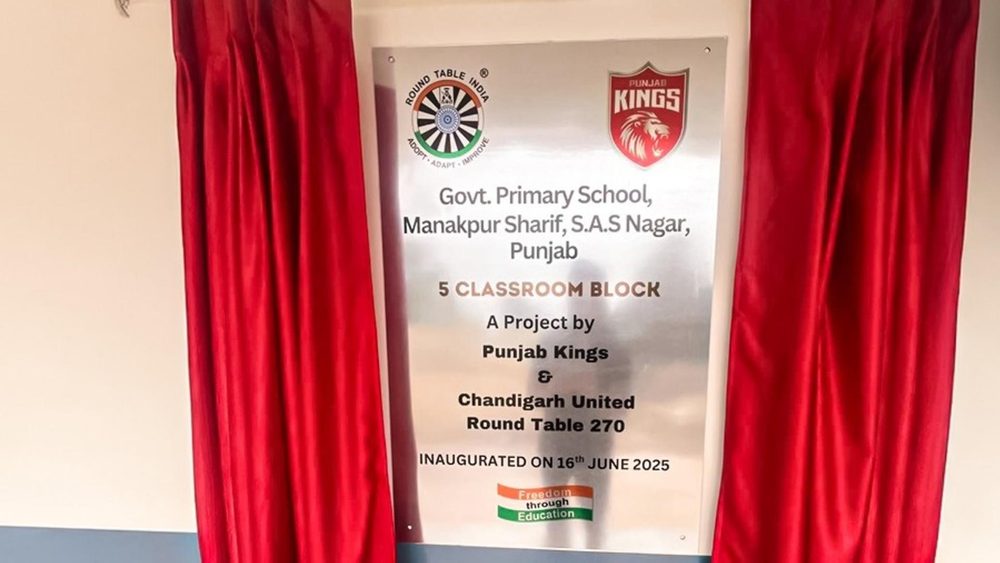 ROUND TABLE INDIA ®
ADOPT · ADAPT · IMPROVE
PUNJAB
KINGS
Govt. Primary School,
Manakpur Sharif, S.A.S Nagar,
Punjab
5 CLASSROOM BLOCK
A Project by
Punjab Kings
&
Chandigarh United
Round Table 270
INAUGURATED ON 16th JUNE 2025
Freedom
through
Education